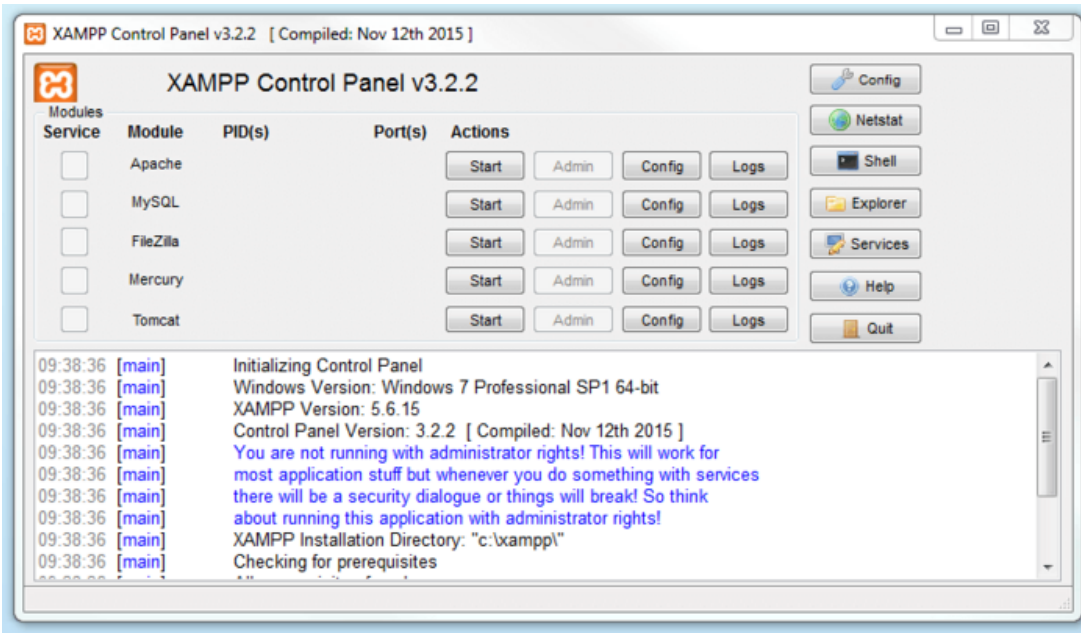 XAMPP Control Panel v3.2.2 [ Compiled: Nov 12th 2015 ]
XAMPP Control Panel v3.2.2
Config
Modules
Service Module PID(s) Port(s) Actions
Netstat
Apache Start Admin Config Logs
Shell
MySQL Start Admin Config Logs
Explorer
FileZilla Start Admin Config Logs
Services
Mercury Start Admin Config Logs
Help
Tomcat Start Admin Config Logs
Quit
09:38:36 [main] Initializing Control Panel
09:38:36 [main] Windows Version: Windows 7 Professional SP1 64-bit
09:38:36 [main] XAMPP Version: 5.6.15
09:38:36 [main] Control Panel Version: 3.2.2 [ Compiled: Nov 12th 2015 ]
09:38:36 [main] You are not running with administrator rights! This will work for
09:38:36 [main] most application stuff but whenever you do something with services
09:38:36 [main] there will be a security dialogue or things will break! So think
09:38:36 [main] about running this application with administrator rights!
09:38:36 [main] XAMPP Installation Directory: "c:\xampp\"
09:38:36 [main] Checking for prerequisites